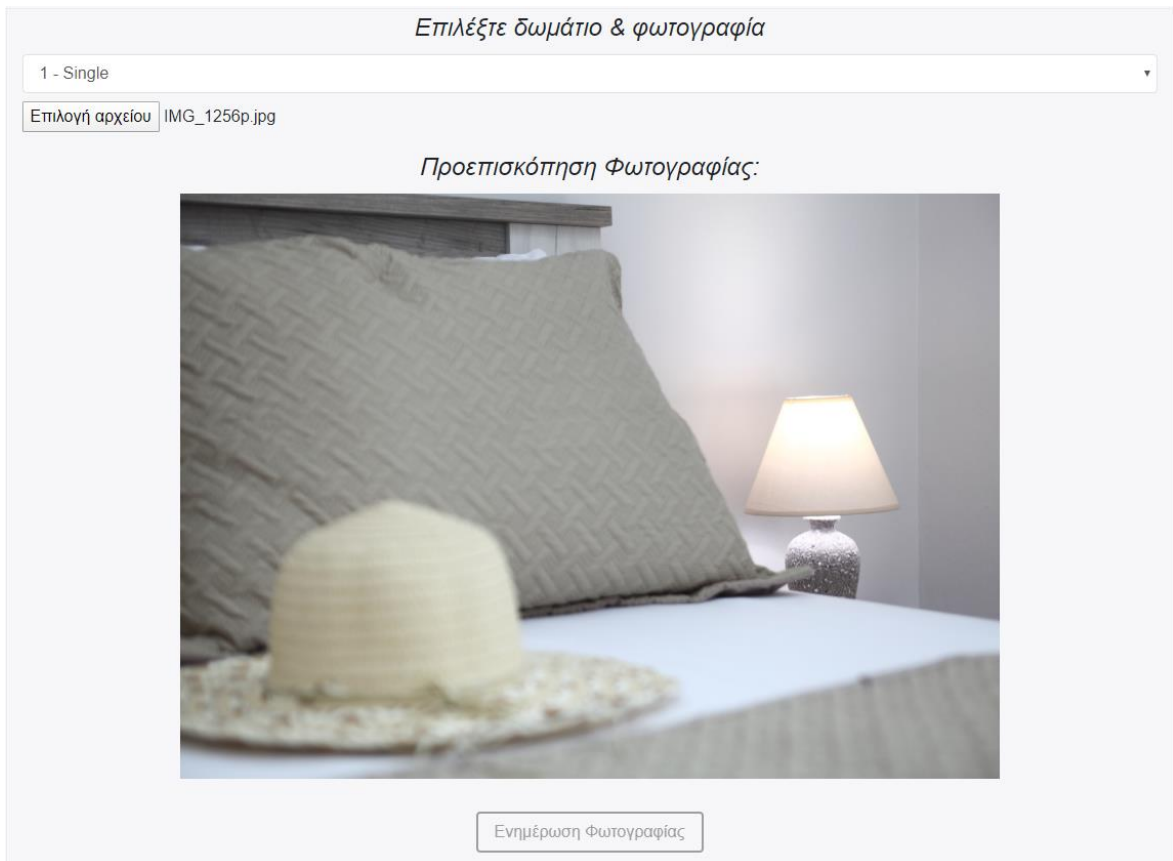 Επιλέξτε δωμάτιο & φωτογραφία
1 - Single
Επιλογή αρχείου IMG_1256p.jpg
Προεπισκόπηση Φωτογραφίας:
Ενημέρωση Φωτογραφίας